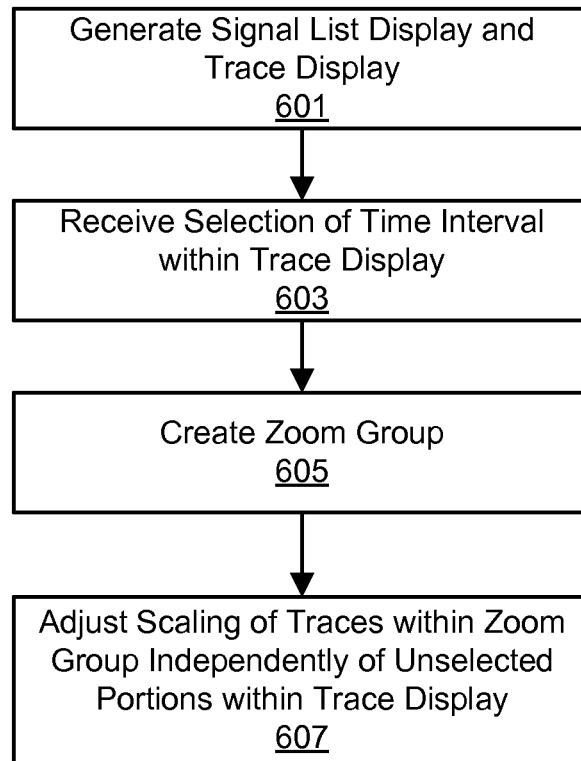 Generate Signal List Display and
Trace Display
601
Receive Selection of Time Interval
within Trace Display
603
Create Zoom Group
605
Adjust Scaling of Traces within Zoom
Group Independently of Unselected
Portions within Trace Display
607